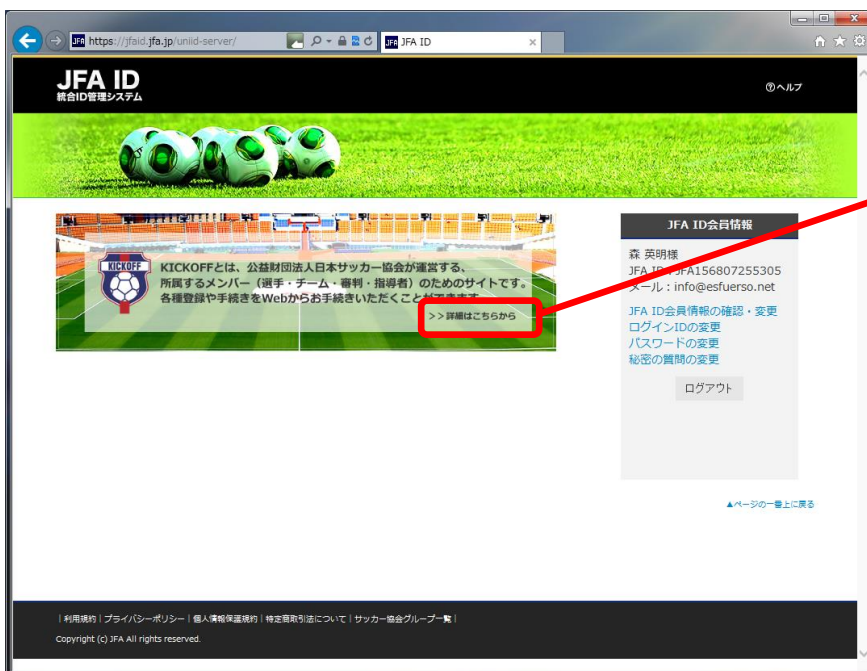 https://jfaid.jfa.jp/uniid-server/
JFA ID
JFA ID
統合ID管理システム
ヘルプ
KICKOFF
KICKOFFとは、公益財団法人日本サッカー協会が運営する、
所属するメンバー（選手・チーム・審判・指導者）のためのサイトです。
各種登録や手続きをWebからお手続きいただくことができます。
>>詳細はこちらから
JFA ID会員情報
森 英明様
JFA ID：JFA156807255305
メール：info@esfuerso.net
JFA ID会員情報の確認・変更
ログインIDの変更
パスワードの変更
秘密の質問の変更
ログアウト
▲ページの一番上に戻る
| 利用規約 | プライバシーポリシー | 個人情報保護規約 | 特定商取引法について | サッカー協会グループ一覧 |
Copyright (c) JFA All rights reserved.